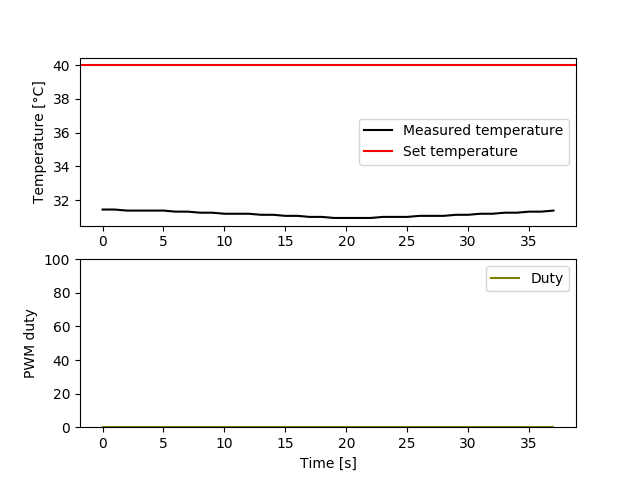 40
38
36
34
32
Temperature [°C]
Measured temperature
Set temperature
0 5 10 15 20 25 30 35
100
80
60
40
20
0
PWM duty
Duty
0 5 10 15 20 25 30 35
Time [s]